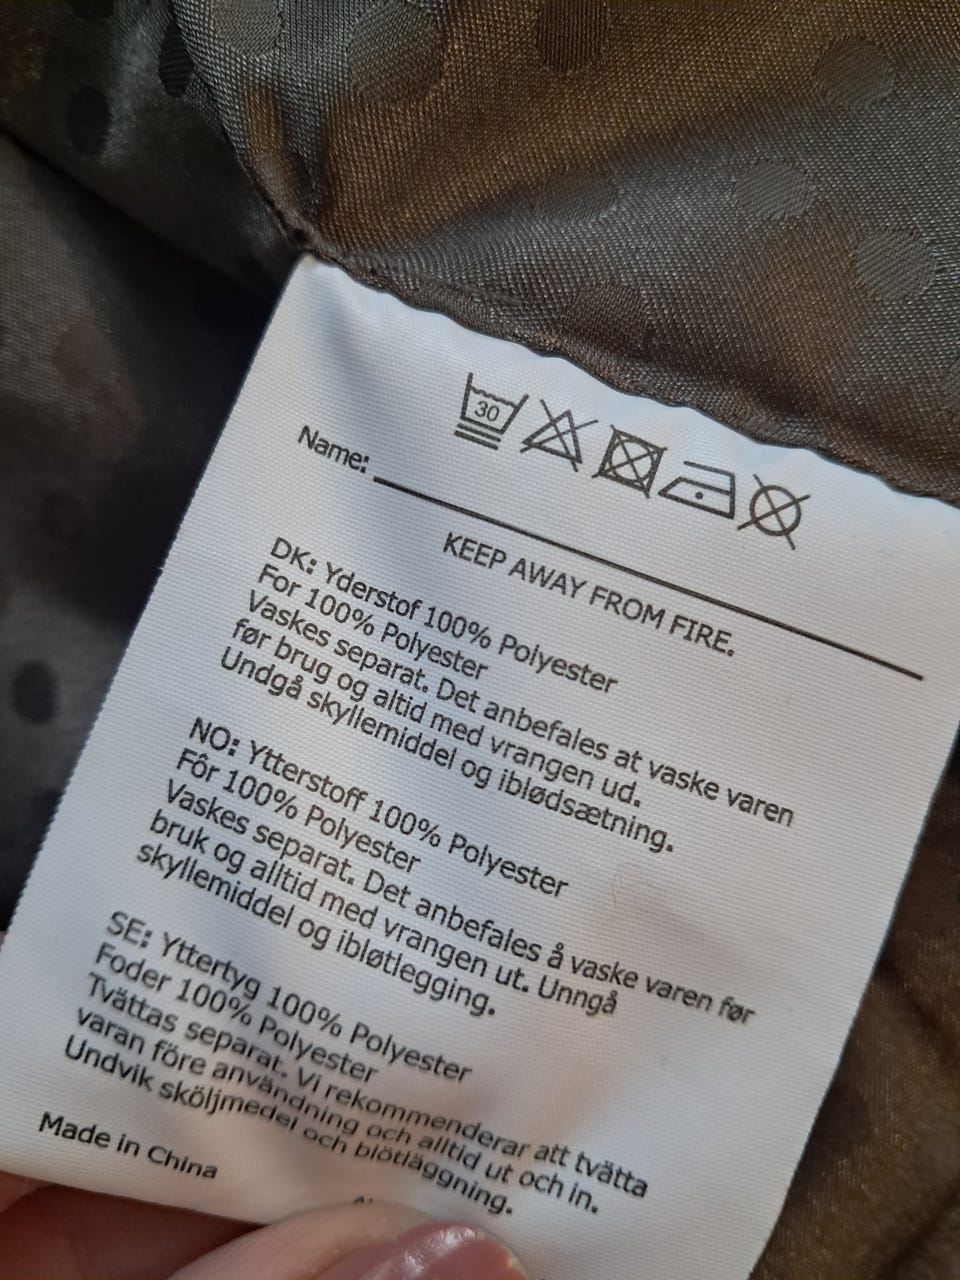 30
Name:
KEEP AWAY FROM FIRE.
DK: Yderstof 100% Polyester
For 100% Polyester
Vaskes separat. Det anbefales at vaske varen
før brug og altid med vrangen ud.
Undgå skyllemiddel og iblødsætning.
NO: Ytterstoff 100% Polyester
Fôr 100% Polyester
Vaskes separat. Det anbefales å vaske varen før
bruk og alltid med vrangen ut. Unngå
skyllemiddel og ibløtlegging.
SE: Yttertyg 100% Polyester
Foder 100% Polyester
Tvättas separat. Vi rekommenderar att tvätta
varan före användning och alltid ut och in.
Undvik sköljmedel och blötläggning.
Made in China